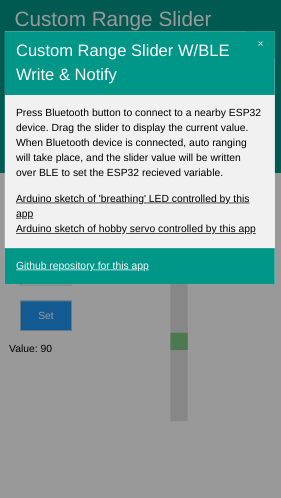 Custom Range Slider
Custom Range Slider W/BLE
Write & Notify
×
Press Bluetooth button to connect to a nearby ESP32
device. Drag the slider to display the current value.
When Bluetooth device is connected, auto ranging
will take place, and the slider value will be written
over BLE to set the ESP32 recieved variable.
Arduino sketch of 'breathing' LED controlled by this
app
Arduino sketch of hobby servo controlled by this app
Github repository for this app
Set
Value: 90